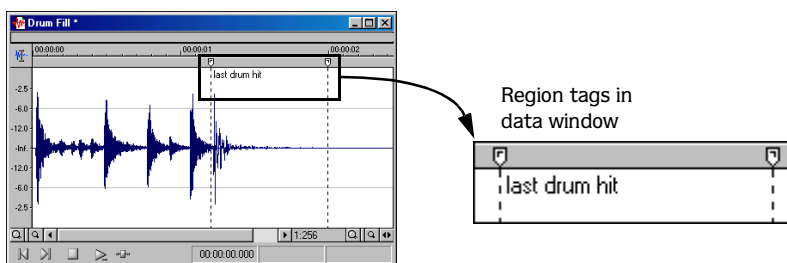 Drum Fill *
00:00:00
00:00:01
00:00:02
last drum hit
-2.5
-6.0
-12.0
-Inf.
-12.0
-6.0
-2.5
1:256
00:00:00.000
Region tags in
data window
last drum hit